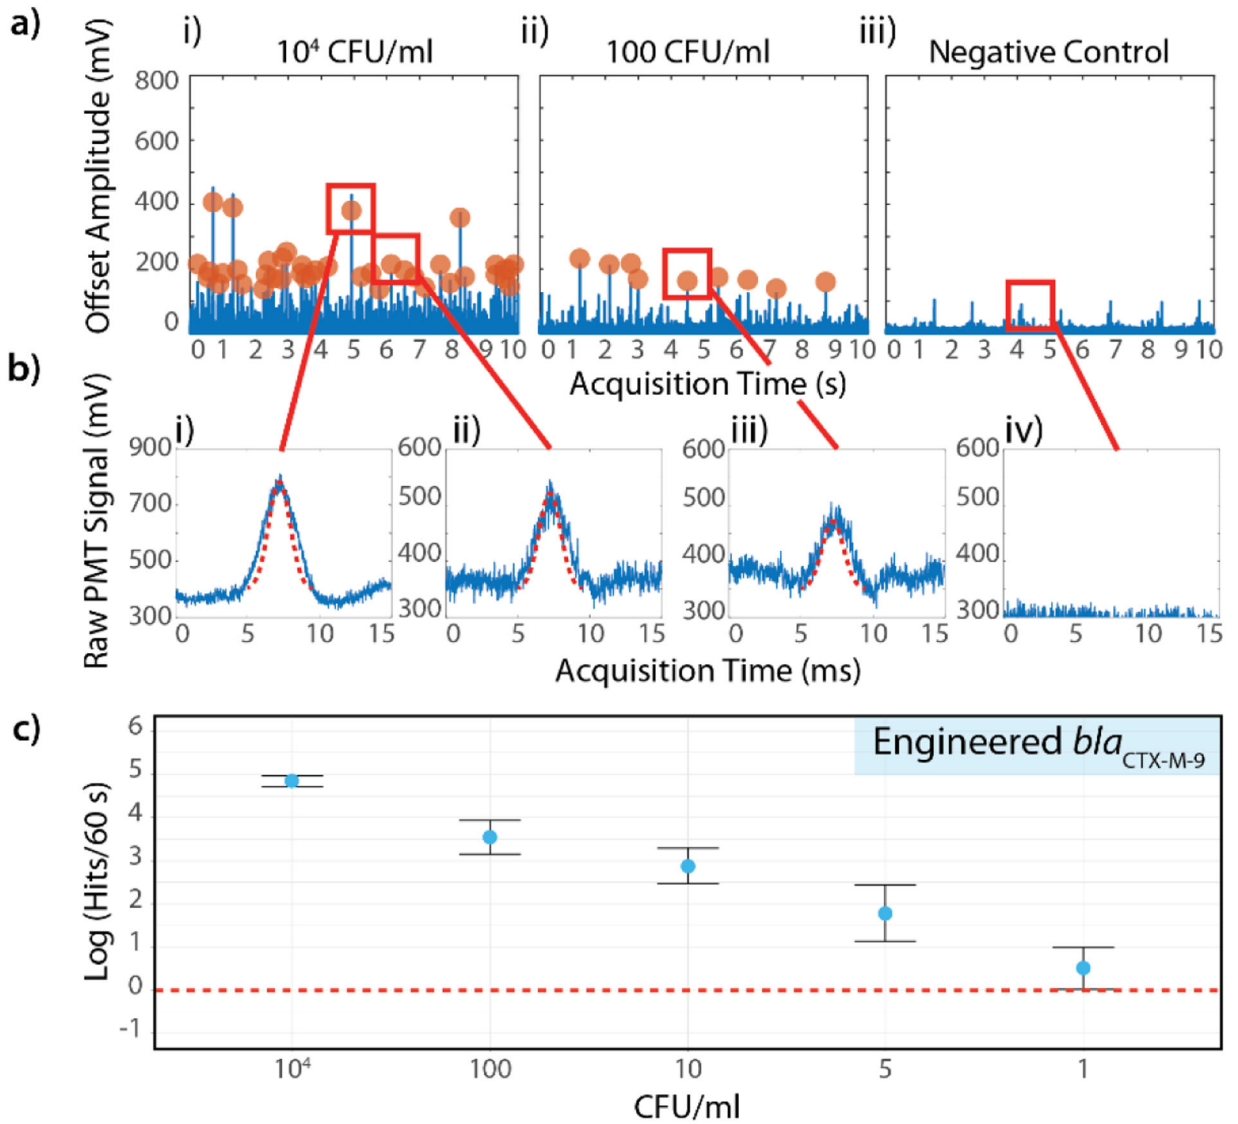 a)
i)
ii)
iii)
10⁴ CFU/ml
100 CFU/ml
Negative Control
Offset Amplitude (mV)
800
600
400
200
0
0 1 2 3 4 5 6 7 8 9 10
0 1 2 3 4 5 6 7 8 9 10
0 1 2 3 4 5 6 7 8 9 10
Acquisition Time (s)
b)
i)
ii)
iii)
iv)
Raw PMT Signal (mV)
900
700
500
300
0 5 10 15
600
500
400
300
0 5 10 15
600
500
400
300
0 5 10 15
600
500
400
300
0 5 10 15
Acquisition Time (ms)
c)
Engineered bla CTX-M-9
Log (Hits/60 s)
6
5
4
3
2
1
0
-1
10⁴ 100 10 5 1
CFU/ml